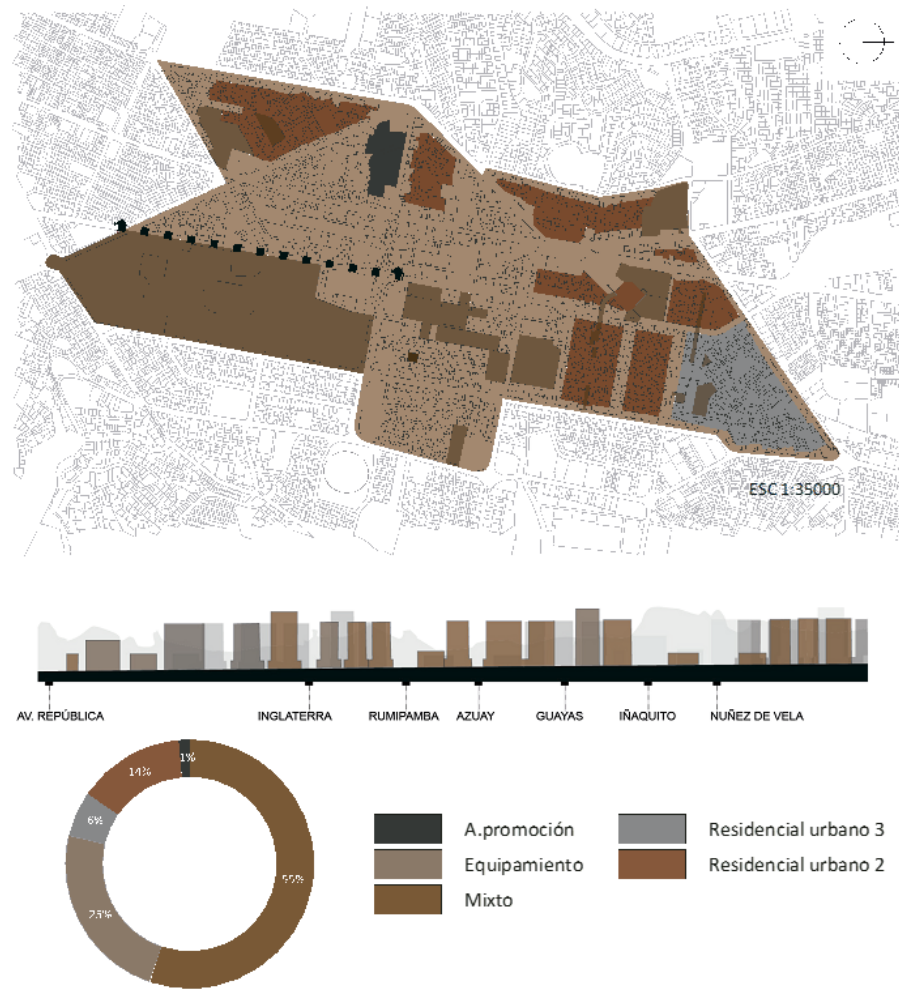 ESC 1:35000
AV. REPÚBLICA INGLATERRA RUMIPAMBA AZUAY GUAYAS IÑAQUITO NUÑEZ DE VELA
1%
14%
6%
55%
A.promoción
Equipamiento
Mixto
Residencial urbano 3
Residencial urbano 2